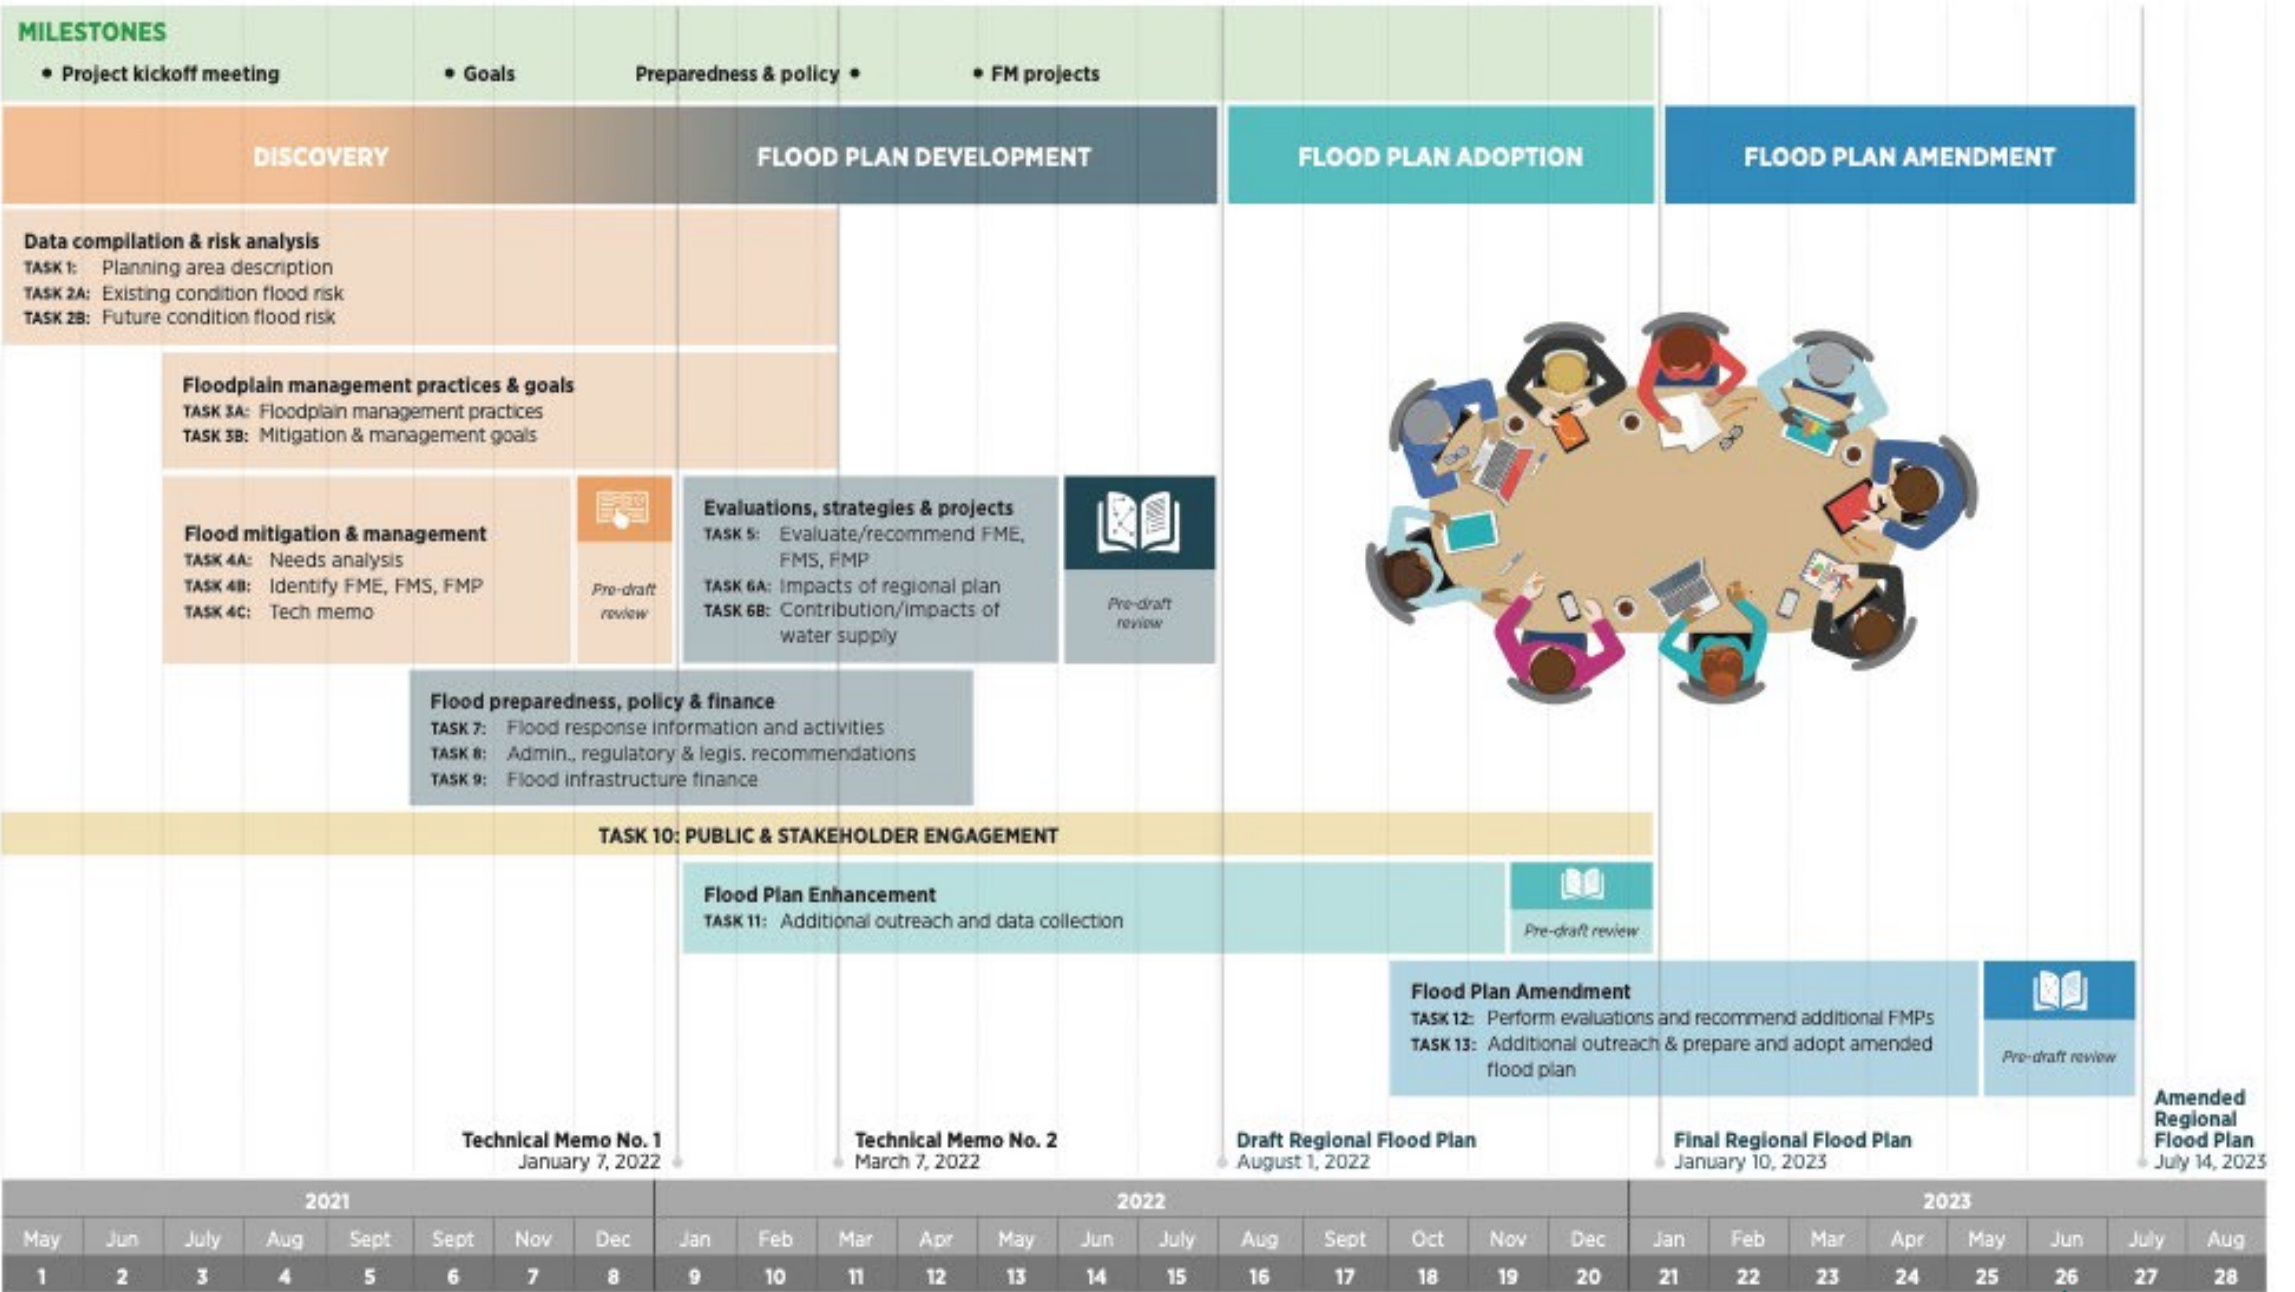 MILESTONES
• Project kickoff meeting
• Goals
Preparedness & policy •
• FM projects
DISCOVERY
FLOOD PLAN DEVELOPMENT
FLOOD PLAN ADOPTION
FLOOD PLAN AMENDMENT
Data compilation & risk analysis
TASK 1: Planning area description
TASK 2A: Existing condition flood risk
TASK 2B: Future condition flood risk
Floodplain management practices & goals
TASK 3A: Floodplain management practices
TASK 3B: Mitigation & management goals
Flood mitigation & management
TASK 4A: Needs analysis
TASK 4B: Identify FME, FMS, FMP
TASK 4C: Tech memo
Pre-draft
review
Evaluations, strategies & projects
TASK 5: Evaluate/recommend FME,
FMS, FMP
TASK 6A: Impacts of regional plan
TASK 6B: Contribution/impacts of
water supply
Pre-draft
review
Flood preparedness, policy & finance
TASK 7: Flood response information and activities
TASK 8: Admin., regulatory & legis. recommendations
TASK 9: Flood infrastructure finance
TASK 10: PUBLIC & STAKEHOLDER ENGAGEMENT
Flood Plan Enhancement
TASK 11: Additional outreach and data collection
Pre-draft review
Flood Plan Amendment
TASK 12: Perform evaluations and recommend additional FMPs
TASK 13: Additional outreach & prepare and adopt amended
flood plan
Pre-draft review
Technical Memo No. 1
January 7, 2022
Technical Memo No. 2
March 7, 2022
Draft Regional Flood Plan
August 1, 2022
Final Regional Flood Plan
January 10, 2023
Amended
Regional
Flood Plan
July 14, 2023
2021 2022 2023
May Jun July Aug Sept Sept Nov Dec Jan Feb Mar Apr May Jun July Aug Sept Oct Nov Dec Jan Feb Mar Apr May Jun July Aug
1 2 3 4 5 6 7 8 9 10 11 12 13 14 15 16 17 18 19 20 21 22 23 24 25 26 27 28